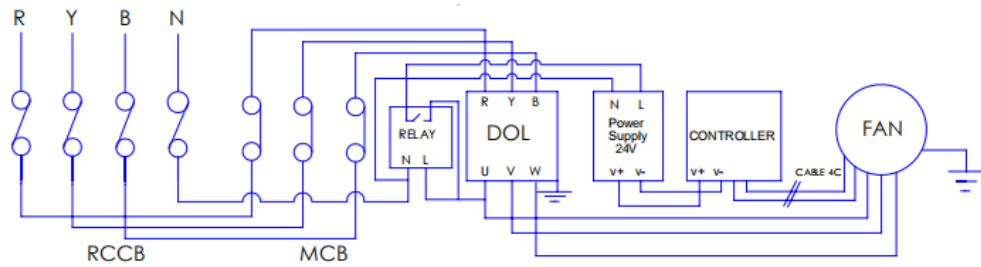 R Y B N
R Y B
N L
RELAY
DOL
Power
Supply
24V
CONTROLLER
FAN
N L
U V W
v+ v-
v+ v-
CABLE 4C
RCCB
MCB